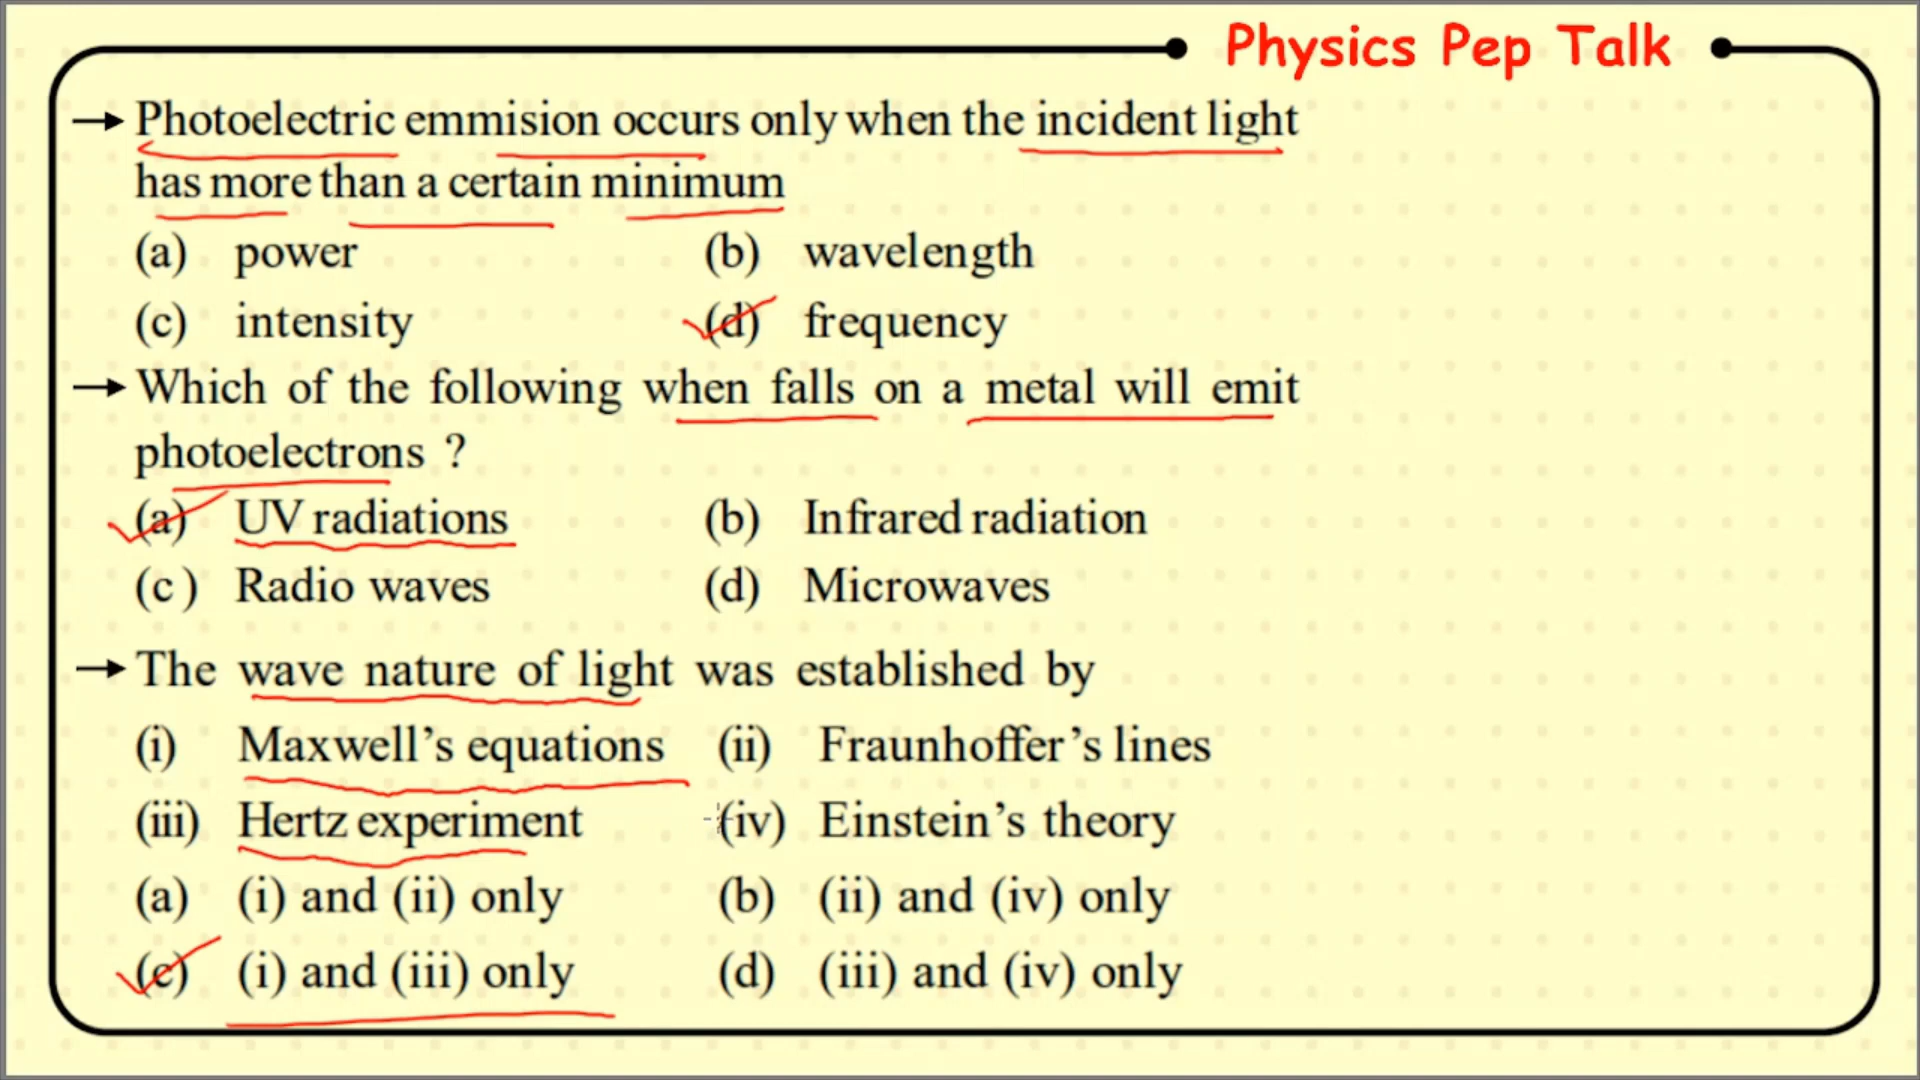 Physics Pep Talk
→ Photoelectric emmision occurs only when the incident light
has more than a certain minimum
(a) power (b) wavelength
(c) intensity (d) frequency
→ Which of the following when falls on a metal will emit
photoelectrons ?
(a) UV radiations (b) Infrared radiation
(c ) Radio waves (d) Microwaves
→ The wave nature of light was established by
(i) Maxwell’s equations (ii) Fraunhoffer’s lines
(iii) Hertz experiment (iv) Einstein’s theory
(a) (i) and (ii) only (b) (ii) and (iv) only
(c) (i) and (iii) only (d) (iii) and (iv) only